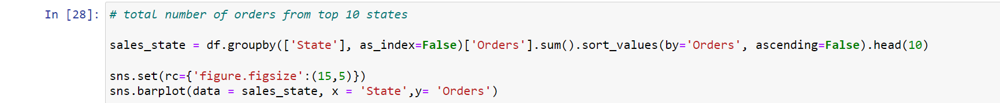 In [28]: # total number of orders from top 10 states
sales_state = df.groupby(['State'], as_index=False)['Orders'].sum().sort_values(by='Orders', ascending=False).head(10)
sns.set(rc={'figure.figsize':(15,5)})
sns.barplot(data = sales_state, x = 'State',y= 'Orders')